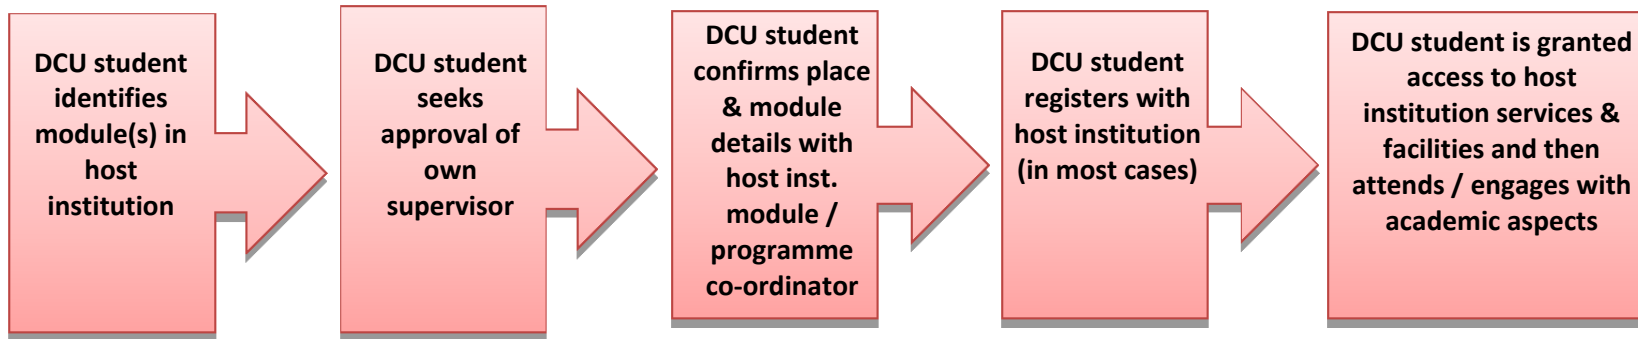 DCU student
identifies
module(s) in
host
institution
DCU student
seeks
approval of
own
supervisor
DCU student
confirms place
& module
details with
host inst.
module /
programme
co-ordinator
DCU student
registers with
host institution
(in most cases)
DCU student is granted
access to host
institution services &
facilities and then
attends / engages with
academic aspects